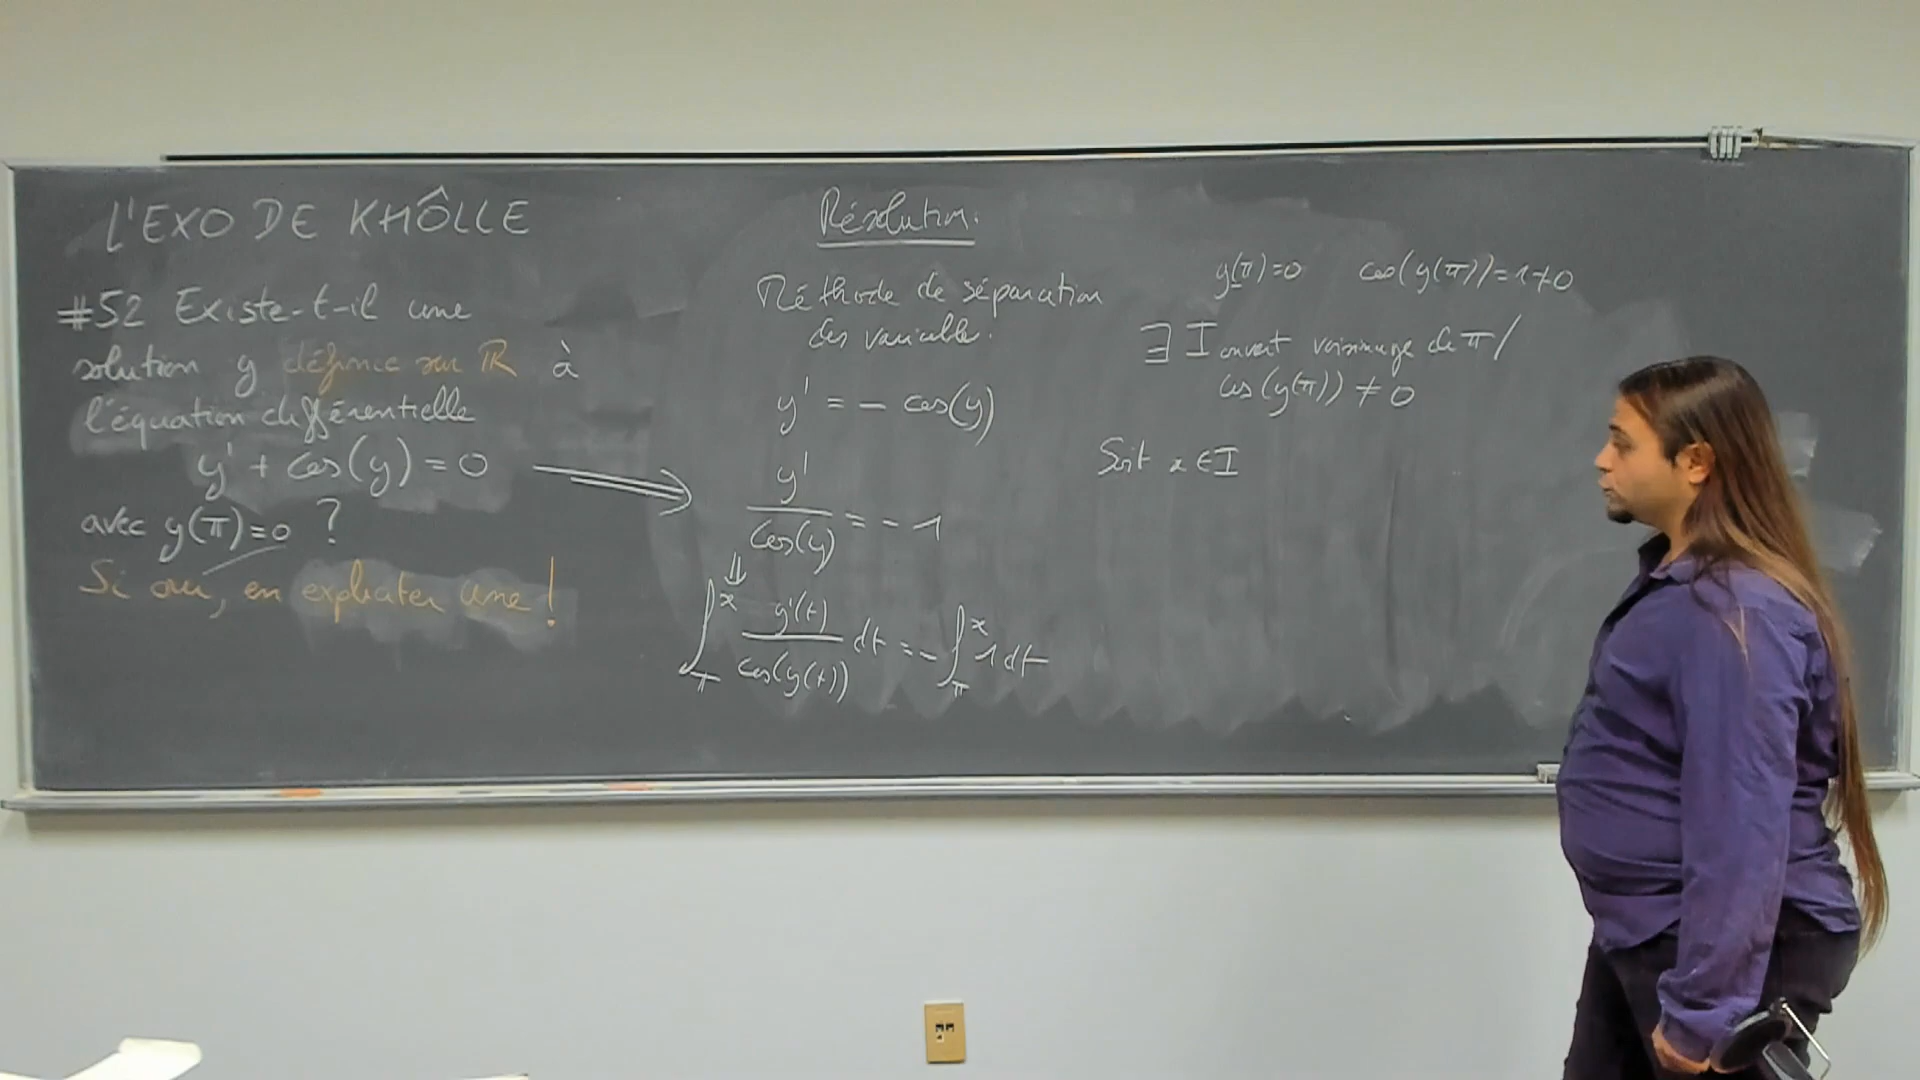 L'EXO DE KHÔLLE
#52 Existe-t-il une
solution y définie sur ℝ à
l'équation différentielle
y' + cos(y) = 0
avec y(π)=0 ?
Si oui, en expliciter une !
Résolution.
Méthode de séparation
des variable.
y' = - cos(y)
y'/cos(y) = - 1
⇓
∫_π^x y'(t)/cos(y(t)) dt = - ∫_π^x 1 dt
y(π)=0 cos(y(π))=1≠0
∃ I ouvert voisinage de π /
cos(y(π)) ≠ 0
Soit x ∈ I